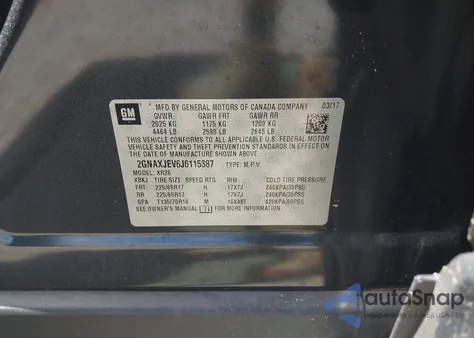 GM
MFD BY GENERAL MOTORS OF CANADA COMPANY 03/17
GVWR GAWR FRT GAWR RR
2025 KG 1175 KG 1200 KG
4464 LB 2590 LB 2645 LB
THIS VEHICLE CONFORMS TO ALL APPLICABLE U.S. FEDERAL MOTOR
VEHICLE SAFETY, BUMPER, AND THEFT PREVENTION STANDARDS IN
EFFECT ON THE DATE OF MANUFACTURE SHOWN ABOVE.
2GNAXJEV6J6115387 TYPE: M.P.V.
MODEL: XR26
XBKJ TIRE SIZE SPEED RTG RIM COLD TIRE PRESSURE
FRT 225/65R17 H 17X7J 240KPA(35PSI)
RR 225/65R17 H 17X7J 240KPA(35PSI)
SPA T135/70R16 M 16X4BT 420KPA(60PSI)
SEE OWNER'S MANUAL FOR MORE INFORMATION.
autoSnap